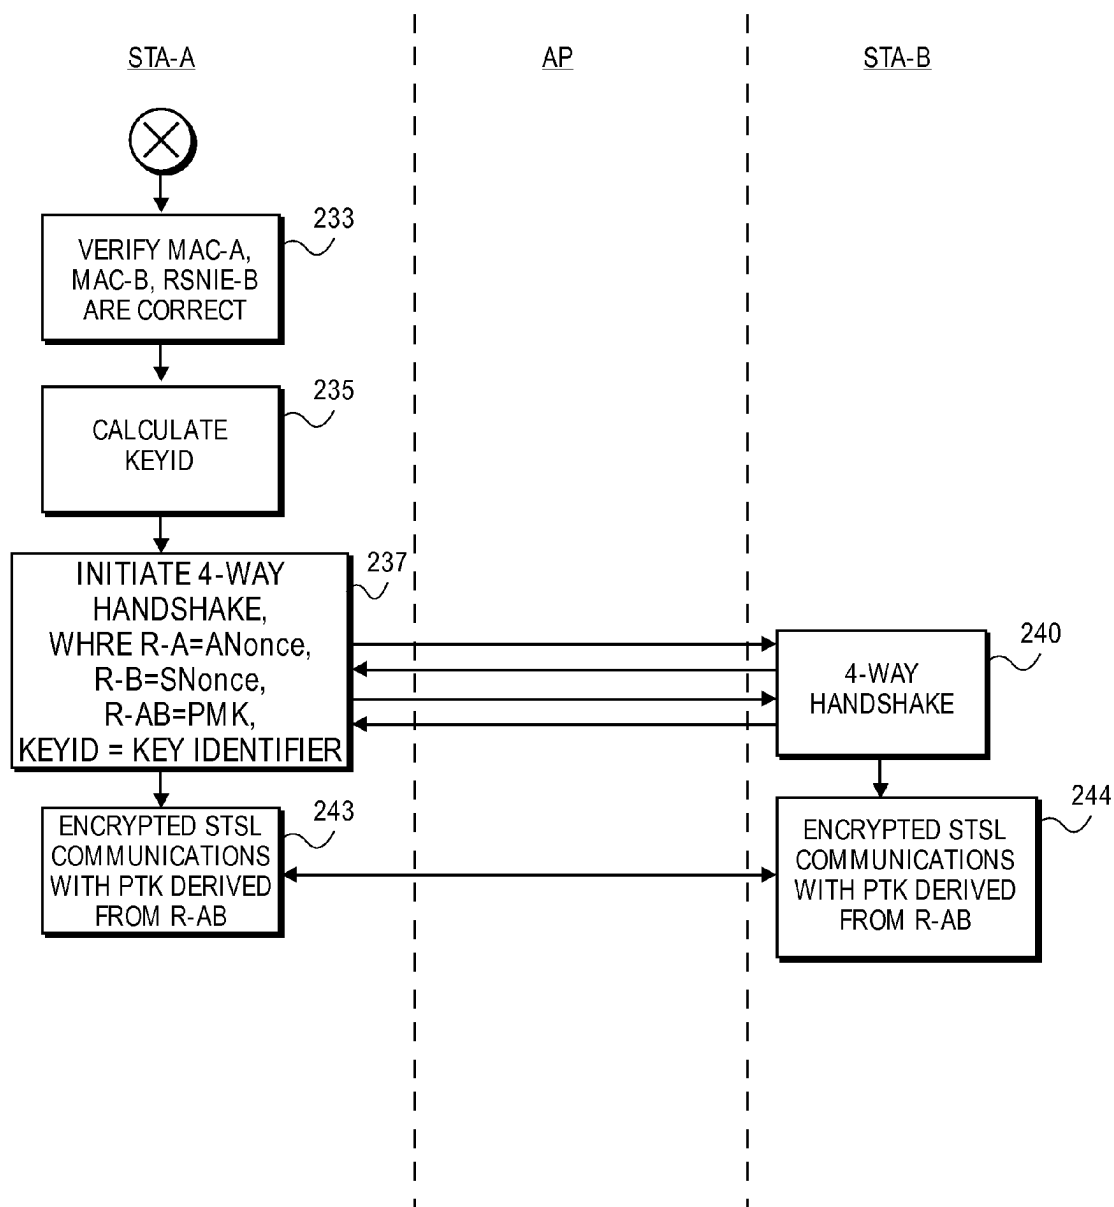 STA-A
AP
STA-B
233
VERIFY MAC-A,
MAC-B, RSNIE-B
ARE CORRECT
235
CALCULATE
KEYID
237
INITIATE 4-WAY
HANDSHAKE,
WHRE R-A=ANonce,
R-B=SNonce,
R-AB=PMK,
KEYID = KEY IDENTIFIER
240
4-WAY
HANDSHAKE
243
ENCRYPTED STSL
COMMUNICATIONS
WITH PTK DERIVED
FROM R-AB
244
ENCRYPTED STSL
COMMUNICATIONS
WITH PTK DERIVED
FROM R-AB